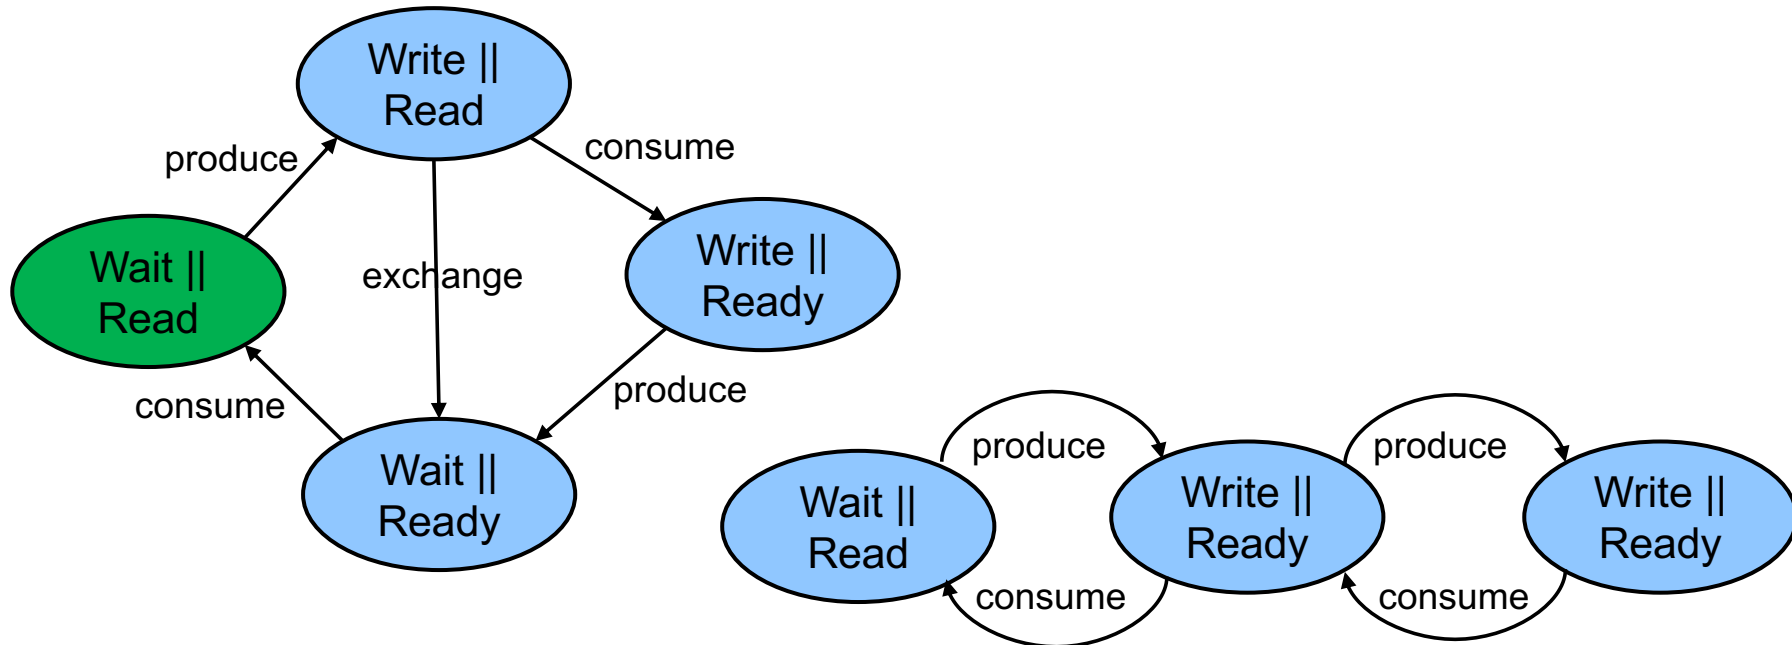 Write ||
Read
produce
consume
Wait ||
Read
exchange
Write ||
Ready
consume
produce
Wait ||
Ready
produce
produce
Wait ||
Read
Write ||
Ready
Write ||
Ready
consume
consume